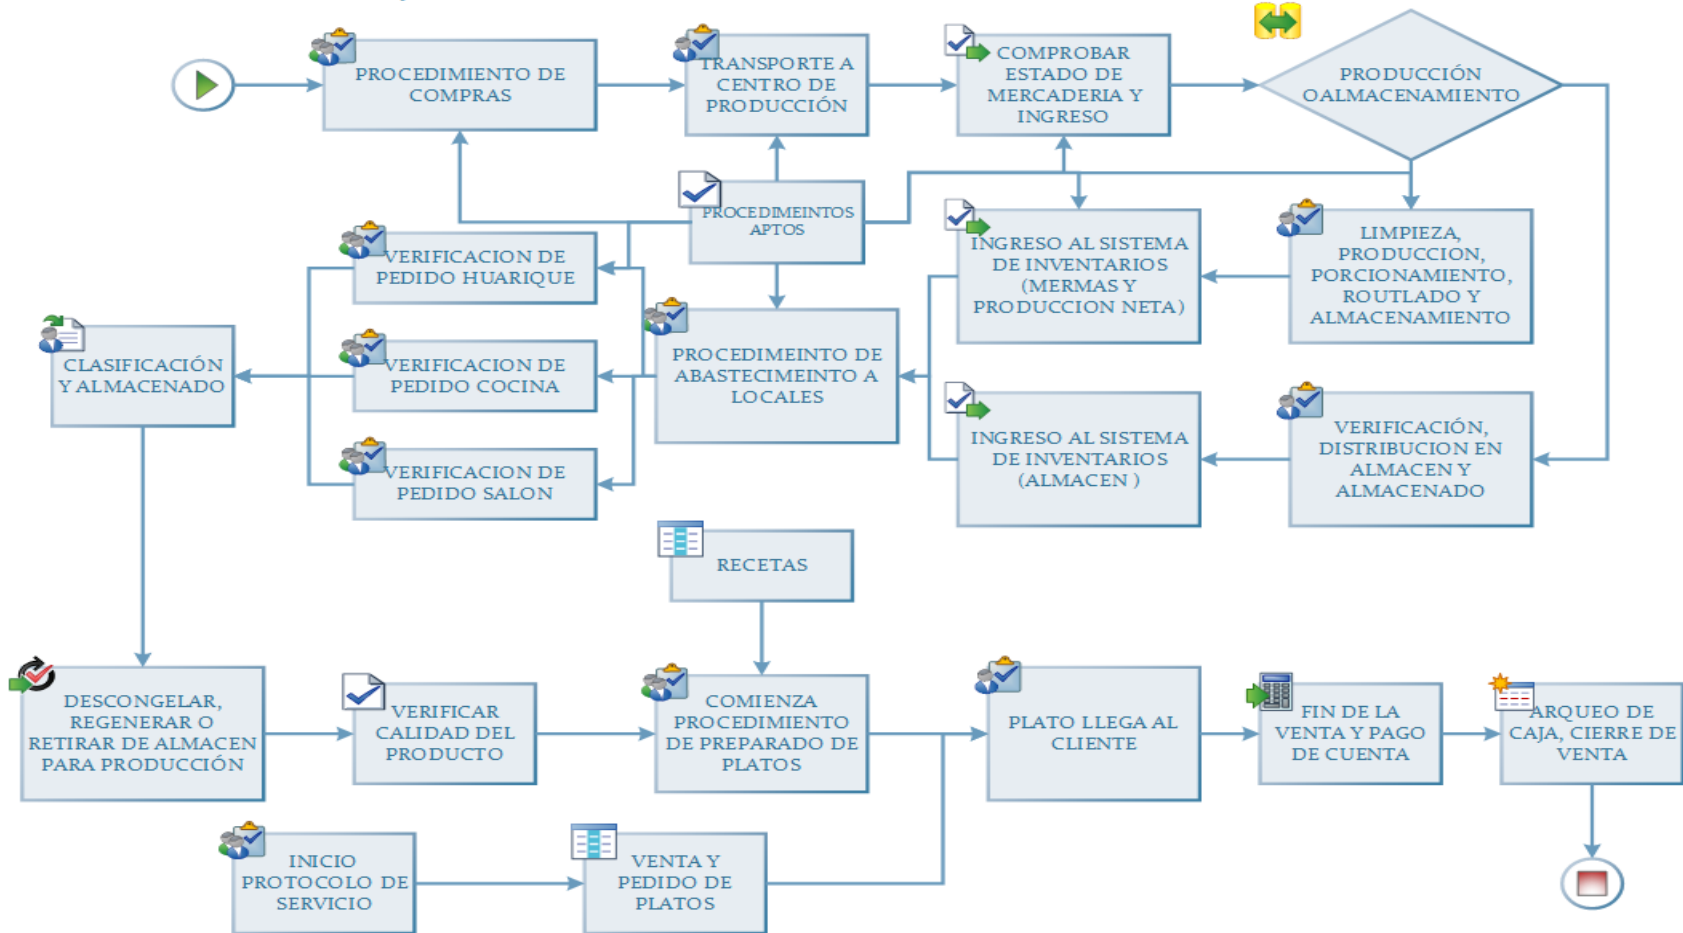 PROCEDIMIENTO DE
COMPRAS
TRANSPORTE A
CENTRO DE
PRODUCCIÓN
COMPROBAR
ESTADO DE
MERCADERIA Y
INGRESO
PRODUCCIÓN
OALMACENAMIENTO
PROCEDIMEINTOS
APTOS
VERIFICACION DE
PEDIDO HUARIQUE
INGRESO AL SISTEMA
DE INVENTARIOS
(MERMAS Y
PRODUCCION NETA)
LIMPIEZA,
PRODUCCION,
PORCIONAMIENTO,
ROUTLADO Y
ALMACENAMIENTO
CLASIFICACIÓN
Y ALMACENADO
VERIFICACION DE
PEDIDO COCINA
PROCEDIMEINTO DE
ABASTECIMEINTO A
LOCALES
VERIFICACION DE
PEDIDO SALON
INGRESO AL SISTEMA
DE INVENTARIOS
(ALMACEN )
VERIFICACIÓN,
DISTRIBUCION EN
ALMACEN Y
ALMACENADO
RECETAS
DESCONGELAR,
REGENERAR O
RETIRAR DE ALMACEN
PARA PRODUCCIÓN
VERIFICAR
CALIDAD DEL
PRODUCTO
COMIENZA
PROCEDIMIENTO
DE PREPARADO DE
PLATOS
PLATO LLEGA AL
CLIENTE
FIN DE LA
VENTA Y PAGO
DE CUENTA
ARQUEO DE
CAJA, CIERRE DE
VENTA
INICIO
PROTOCOLO DE
SERVICIO
VENTA Y
PEDIDO DE
PLATOS